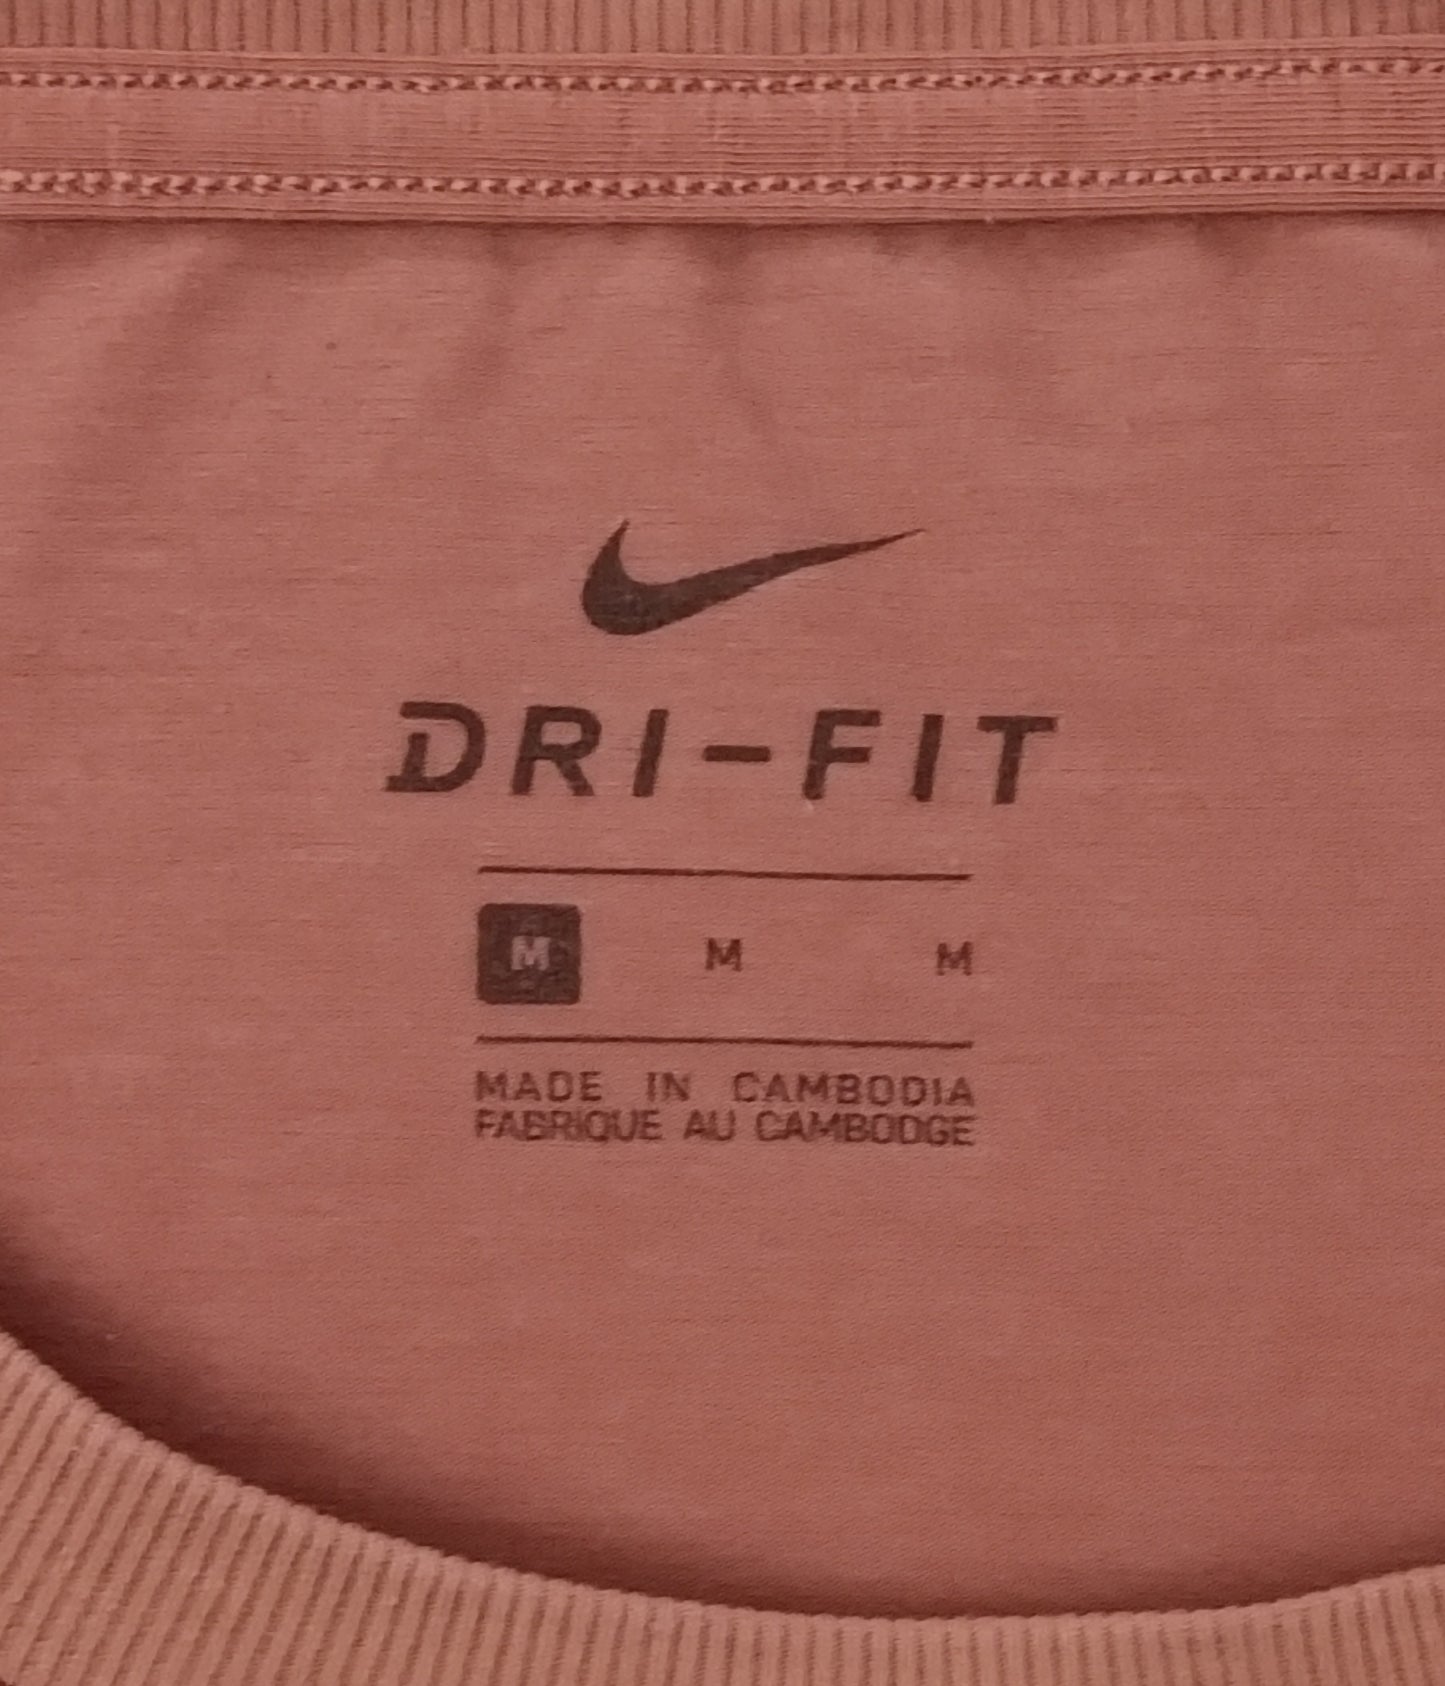 DRI-FIT
M M M
MADE IN CAMBODIA
FABRIQUE AU CAMBODGE